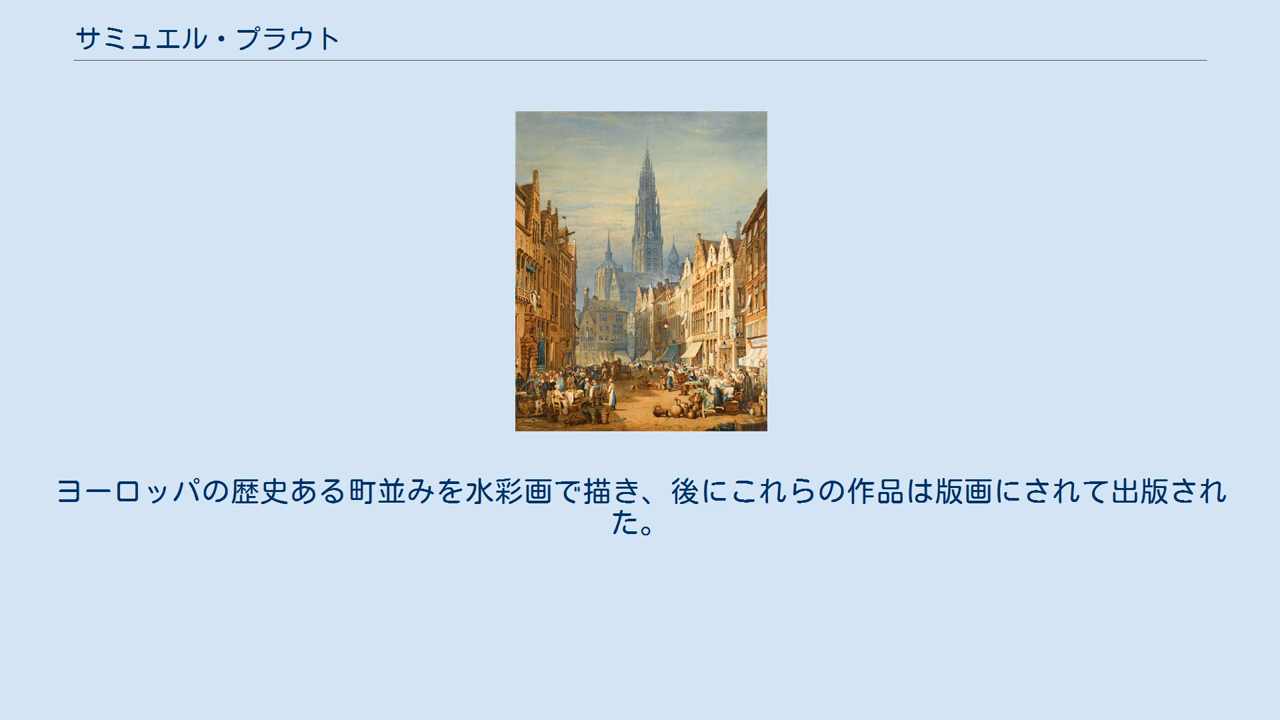 サミュエル・プラウト
ヨーロッパの歴史ある町並みを水彩画で描き、後にこれらの作品は版画にされて出版され
た。